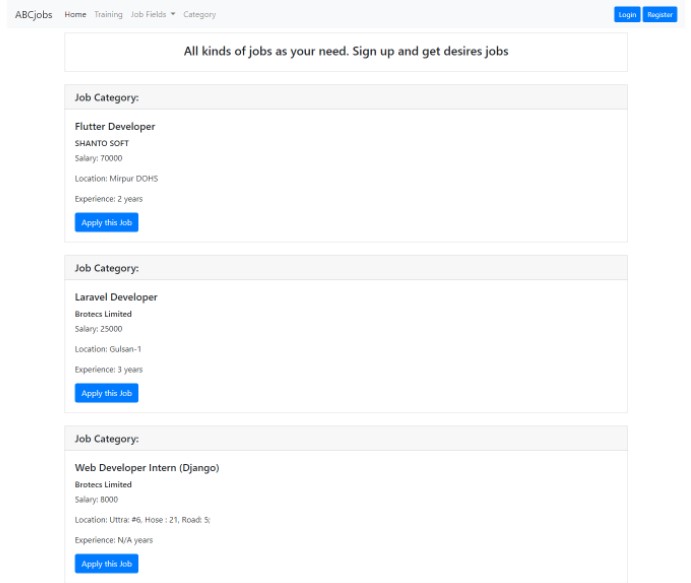 ABCjobs Home Training Job Fields Category Login Register
All kinds of jobs as your need. Sign up and get desires jobs
Job Category:
Flutter Developer
SHANTO SOFT
Salary: 70000
Location: Mirpur DOHS
Experience: 2 years
Apply this Job
Job Category:
Laravel Developer
Brotecs Limited
Salary: 25000
Location: Gulsan-1
Experience: 3 years
Apply this Job
Job Category:
Web Developer Intern (Django)
Brotecs Limited
Salary: 8000
Location: Uttra: #6, Hose : 21, Road: 5;
Experience: N/A years
Apply this Job